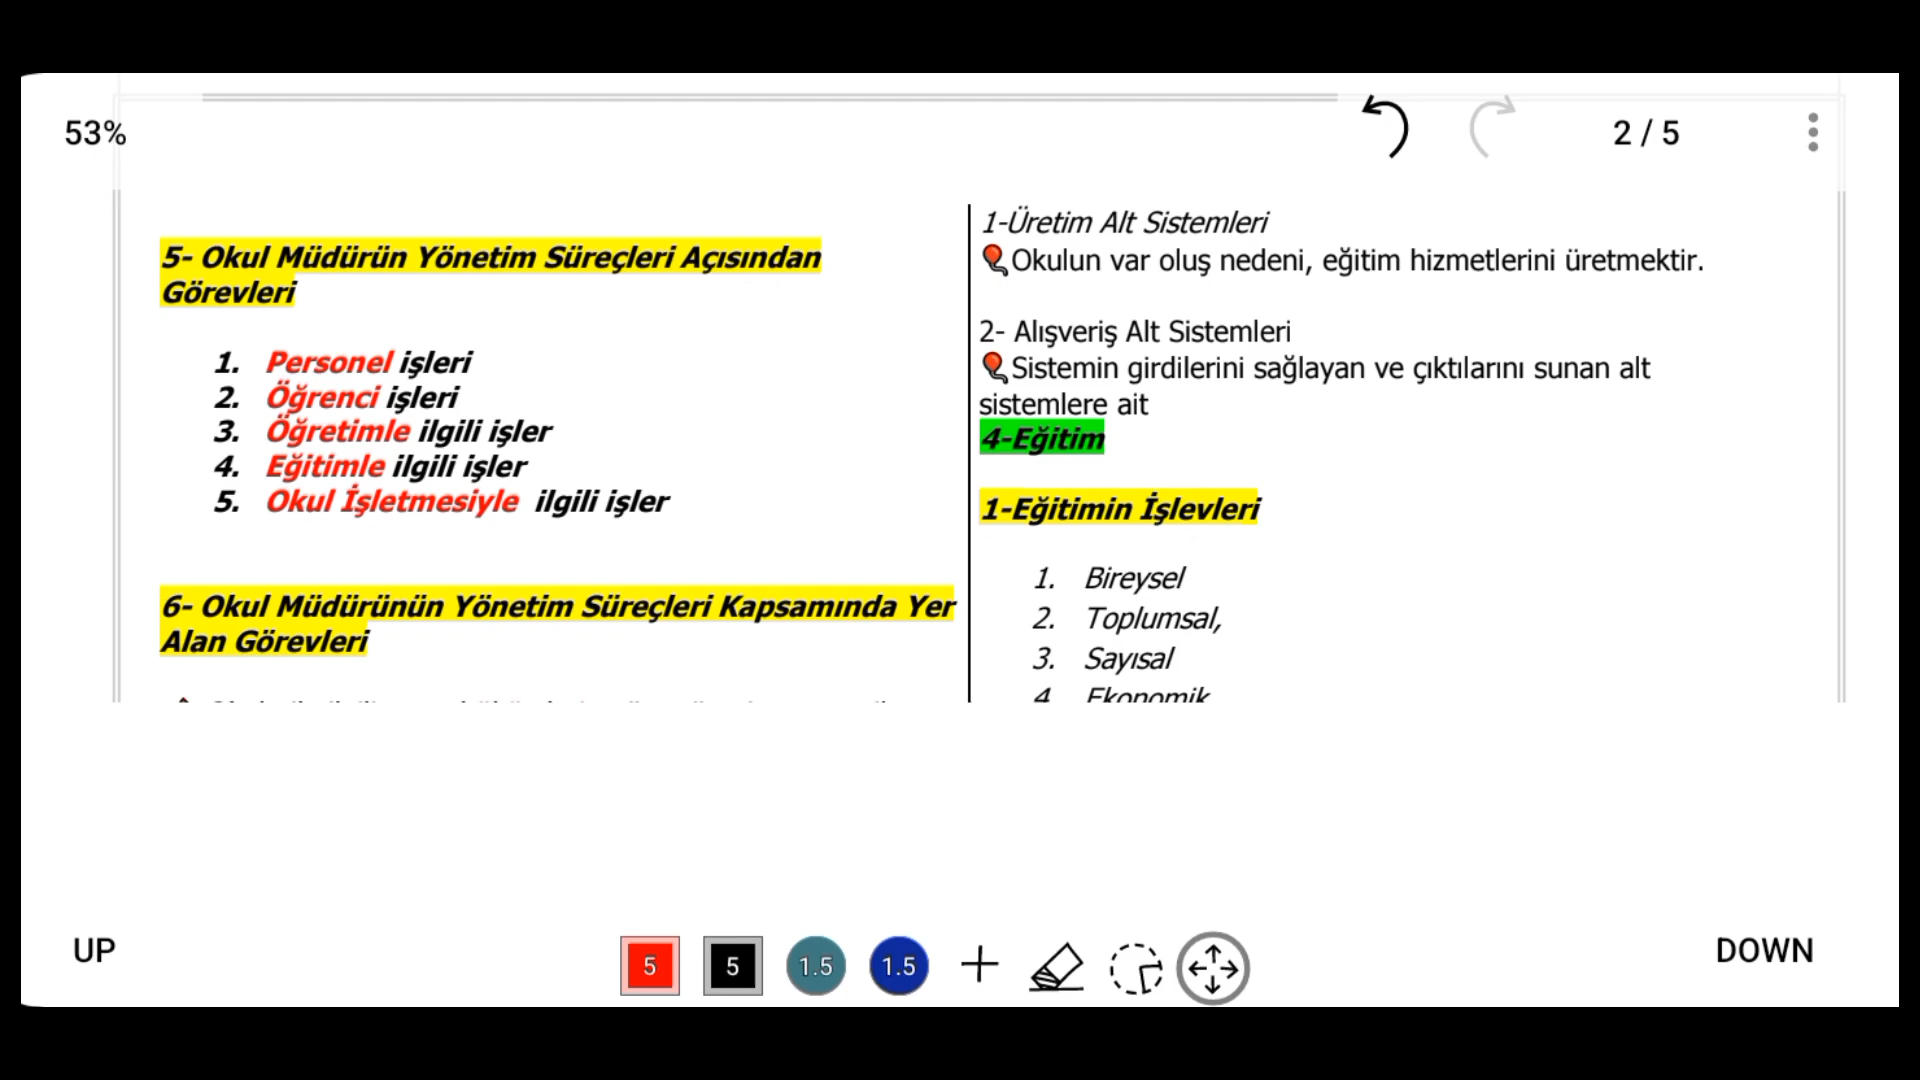 53%
2 / 5
5- Okul Müdürün Yönetim Süreçleri Açısından
Görevleri
1. Personel işleri
2. Öğrenci işleri
3. Öğretimle ilgili işler
4. Eğitimle ilgili işler
5. Okul İşletmesiyle ilgili işler
6- Okul Müdürünün Yönetim Süreçleri Kapsamında Yer
Alan Görevleri
1-Üretim Alt Sistemleri
Okulun var oluş nedeni, eğitim hizmetlerini üretmektir.
2- Alışveriş Alt Sistemleri
Sistemin girdilerini sağlayan ve çıktılarını sunan alt
sistemlere ait
4-Eğitim
1-Eğitimin İşlevleri
1. Bireysel
2. Toplumsal,
3. Sayısal
4. Ekonomik
UP
5
5
1.5
1.5
DOWN